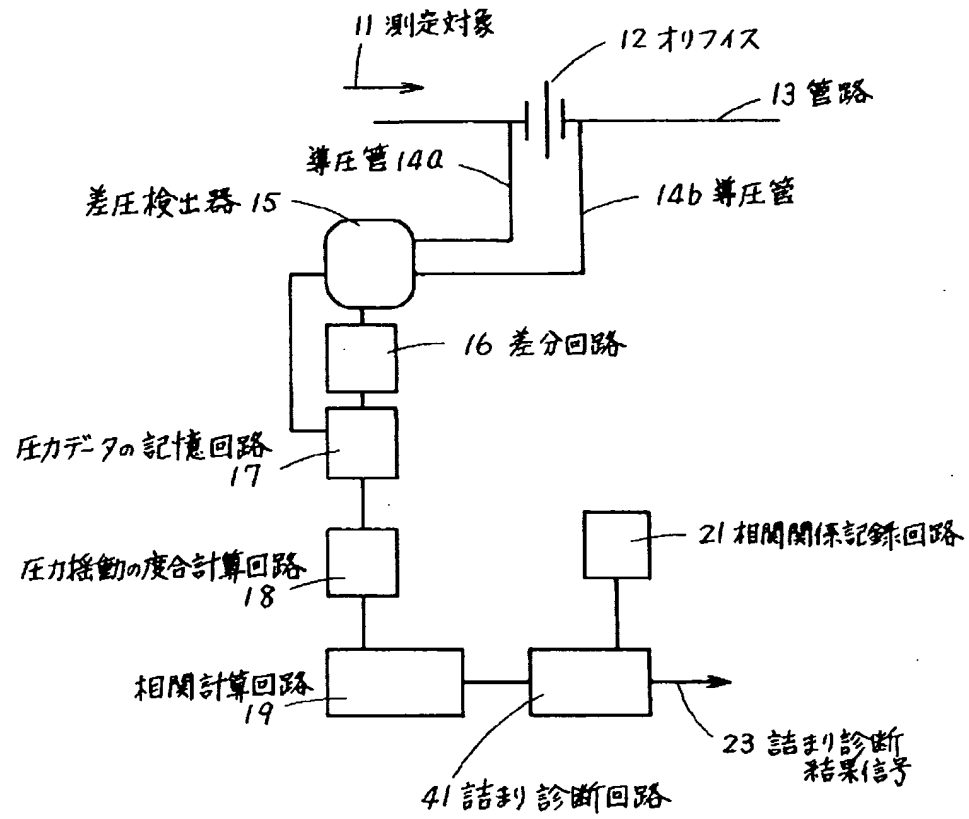 11 測定対象
12 オリフィス
13 管路
導圧管 14a
14b 導圧管
差圧検出器 15
16 差分回路
圧力データの記憶回路
17
21 相関関係記録回路
圧力揺動の度合計算回路
18
相関計算回路
19
23 詰まり診断
結果信号
41 詰まり診断回路